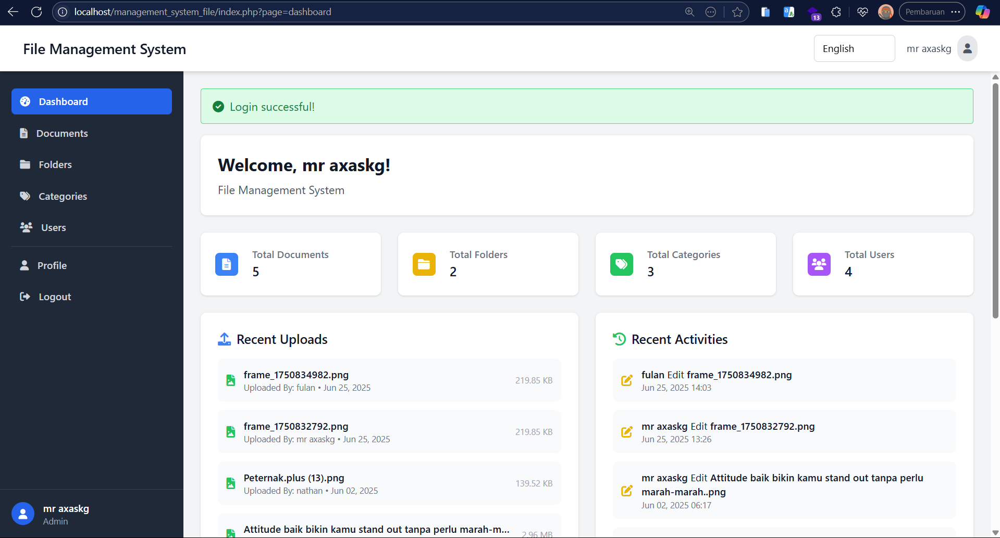 localhost/management_system_file/index.php?page=dashboard
13
Pembaruan
File Management System
English
mr axaskg
Dashboard
Documents
Folders
Categories
Users
Profile
Logout
mr axaskg
Admin
Login successful!
Welcome, mr axaskg!
File Management System
Total Documents
5
Total Folders
2
Total Categories
3
Total Users
4
Recent Uploads
frame_1750834982.png
Uploaded By: fulan • Jun 25, 2025
219.85 KB
frame_1750832792.png
Uploaded By: mr axaskg • Jun 25, 2025
219.85 KB
Peternak.plus (13).png
Uploaded By: nathan • Jun 02, 2025
139.52 KB
Attitude baik bikin kamu stand out tanpa perlu marah-m...
2.96 MB
Recent Activities
fulan Edit frame_1750834982.png
Jun 25, 2025 14:03
mr axaskg Edit frame_1750832792.png
Jun 25, 2025 13:26
mr axaskg Edit Attitude baik bikin kamu stand out tanpa perlu
marah-marah..png
Jun 02, 2025 06:17